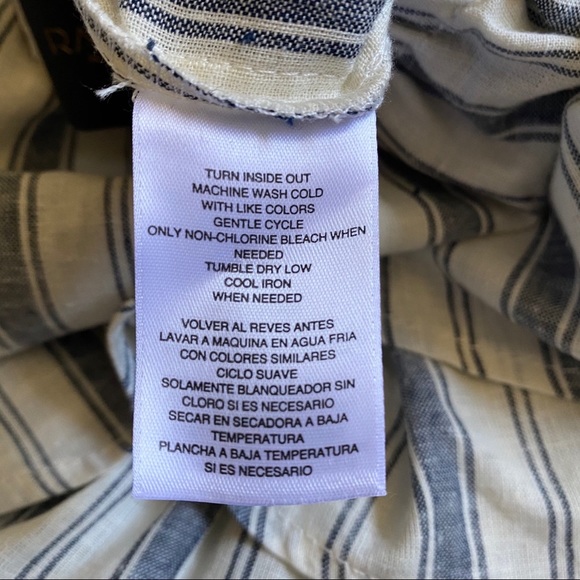 TURN INSIDE OUT
MACHINE WASH COLD
WITH LIKE COLORS
GENTLE CYCLE
ONLY NON-CHLORINE BLEACH WHEN
NEEDED
TUMBLE DRY LOW
COOL IRON
WHEN NEEDED
VOLVER AL REVES ANTES
LAVAR A MAQUINA EN AGUA FRIA
CON COLORES SIMILARES
CICLO SUAVE
SOLAMENTE BLANQUEADOR SIN
CLORO SI ES NECESARIO
SECAR EN SECADORA A BAJA
TEMPERATURA
PLANCHA A BAJA TEMPERATURA
SI ES NECESARIO